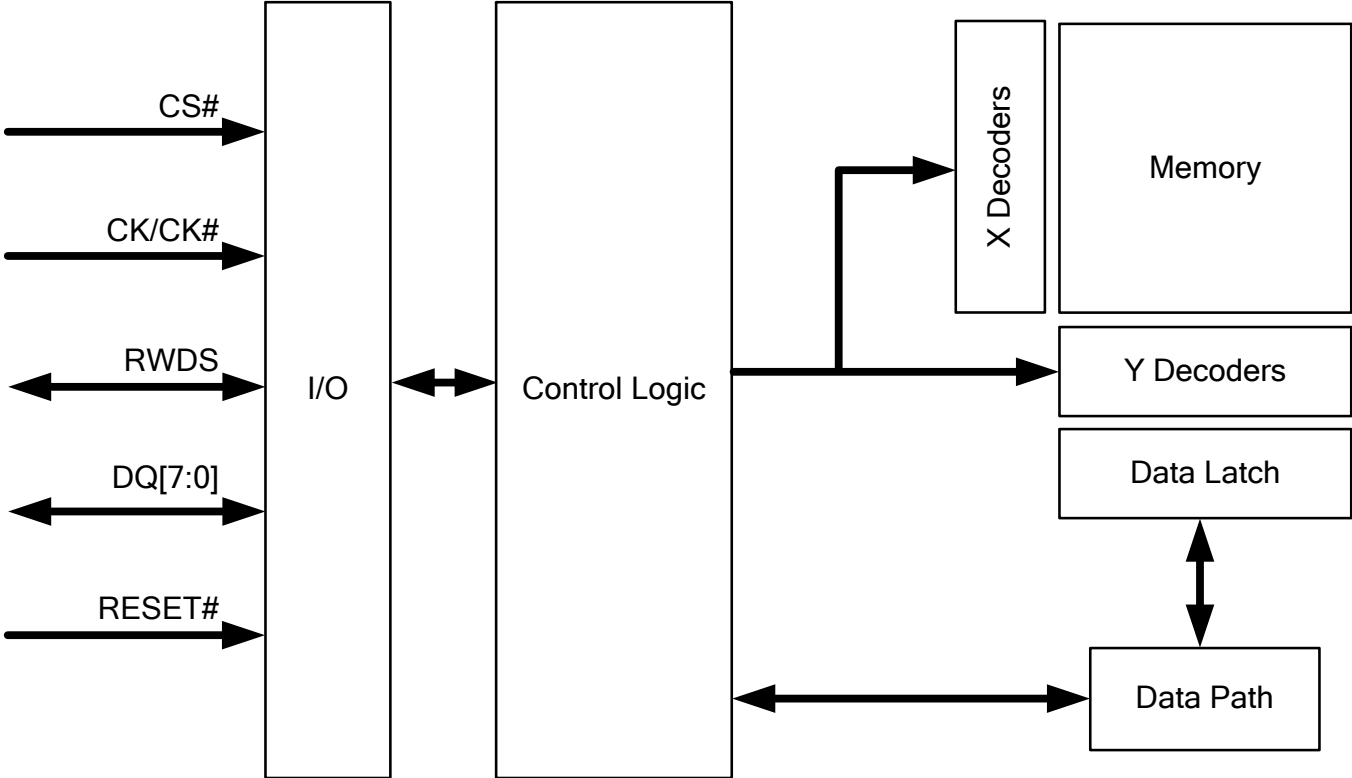 CS#
CK/CK#
RWDS
DQ[7:0]
RESET#
I/O
Control Logic
X Decoders
Memory
Y Decoders
Data Latch
Data Path